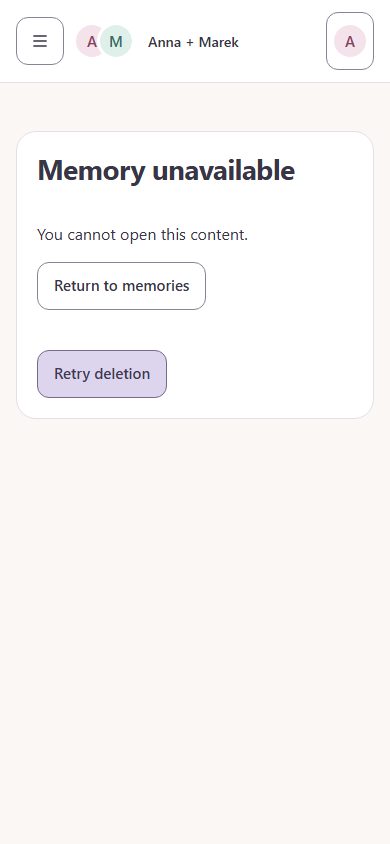 A M Anna + Marek A
Memory unavailable
You cannot open this content.
Return to memories
Retry deletion